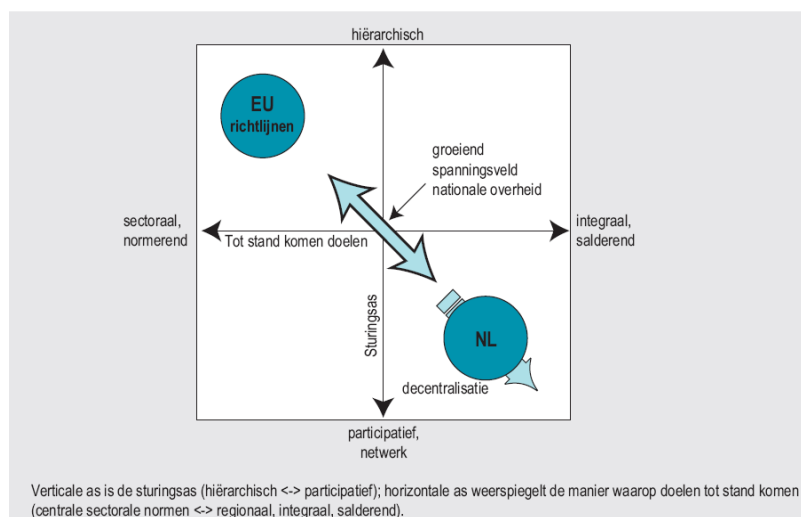 hiërarchisch
EU
richtlijnen
groeiend
spanningsveld
nationale overheid
sectoraal,
normerend
Tot stand komen doelen
integraal,
salderend
Sturingsas
NL
decentralisatie
participatief,
netwerk
Verticale as is de sturingsas (hiërarchisch <-> participatief); horizontale as weerspiegelt de manier waarop doelen tot stand komen
(centrale sectorale normen <-> regionaal, integraal, salderend).